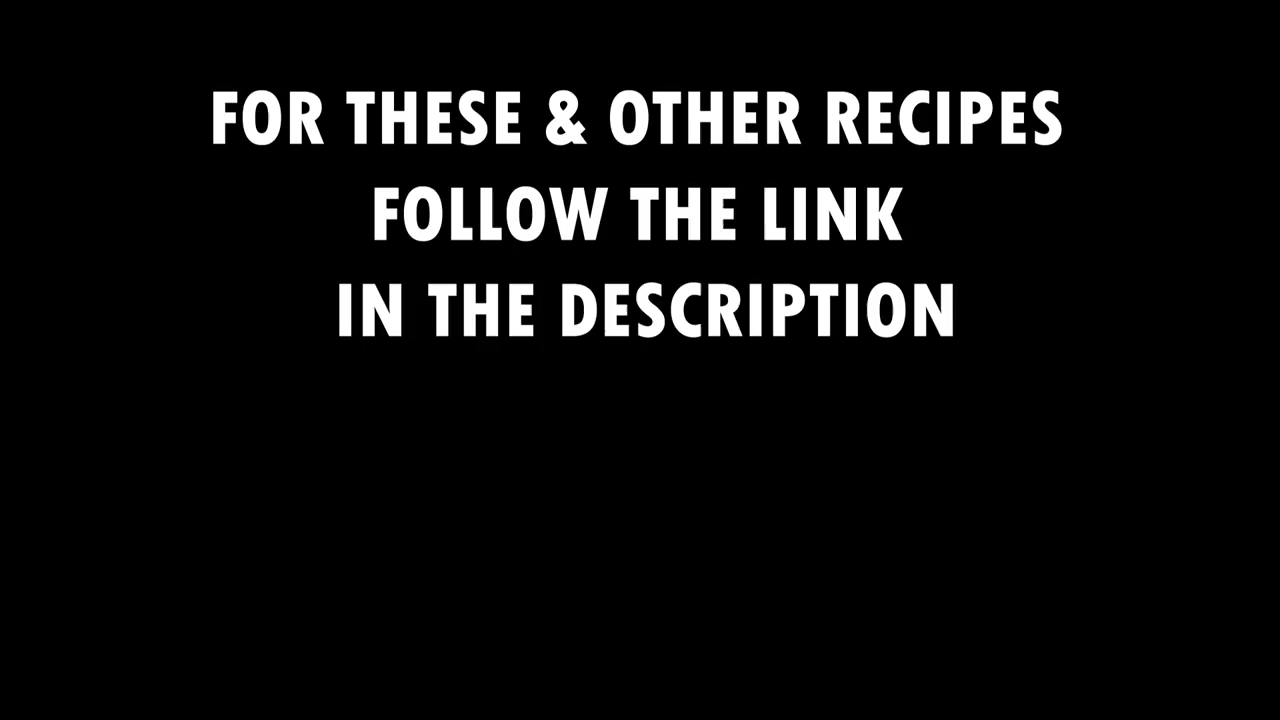 FOR THESE & OTHER RECIPES
FOLLOW THE LINK
IN THE DESCRIPTION